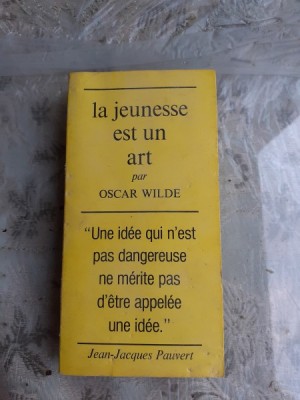 la jeunesse
est un
art
par
OSCAR WILDE
“Une idée qui n'est
pas dangereuse
ne mérite pas
d'être appelée
une idée.”
Jean-Jacques Pauvert